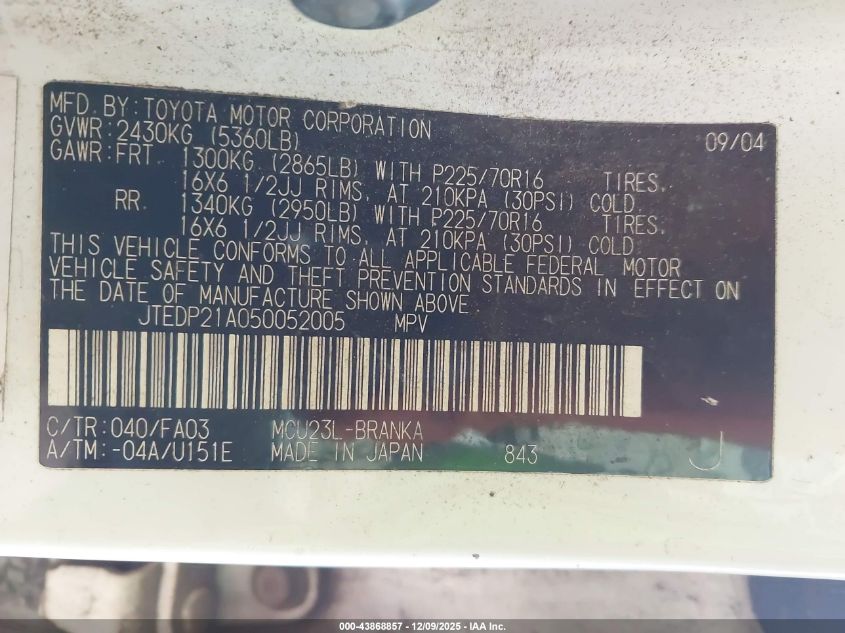 MFD. BY: TOYOTA MOTOR CORPORATION 09/04
GVWR: 2430KG (5360LB)
GAWR: FRT. 1300KG (2865LB) WITH P225/70R16 TIRES,
16X6 1/2JJ RIMS, AT 210KPA (30PSI) COLD
RR. 1340KG (2950LB) WITH P225/70R16 TIRES,
16X6 1/2JJ RIMS, AT 210KPA (30PSI) COLD
THIS VEHICLE CONFORMS TO ALL APPLICABLE FEDERAL MOTOR
VEHICLE SAFETY AND THEFT PREVENTION STANDARDS IN EFFECT ON
THE DATE OF MANUFACTURE SHOWN ABOVE.
JTEDP21A050052005 MPV
C/TR: 040/FA03 MCU23L-BRANKA
A/TM: -04A/U151E MADE IN JAPAN 843 J
000-43868857 | 12/09/2025 - IAA Inc.